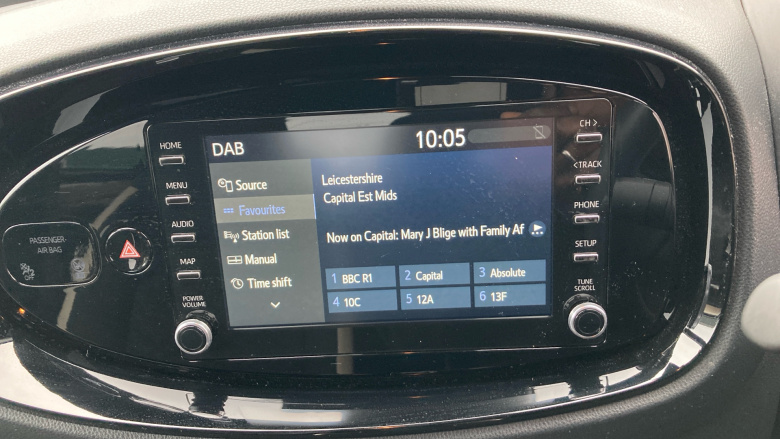 HOME
MENU
AUDIO
MAP
POWER
VOLUME
PASSENGER
AIR BAG
OFF
DAB
10:05
Source
Favourites
Station list
Manual
Time shift
Leicestershire
Capital Est Mids
Now on Capital: Mary J Blige with Family Af
1 BBC R1
2 Capital
3 Absolute
4 10C
5 12A
6 13F
CH >
< TRACK
PHONE
SETUP
TUNE
SCROLL